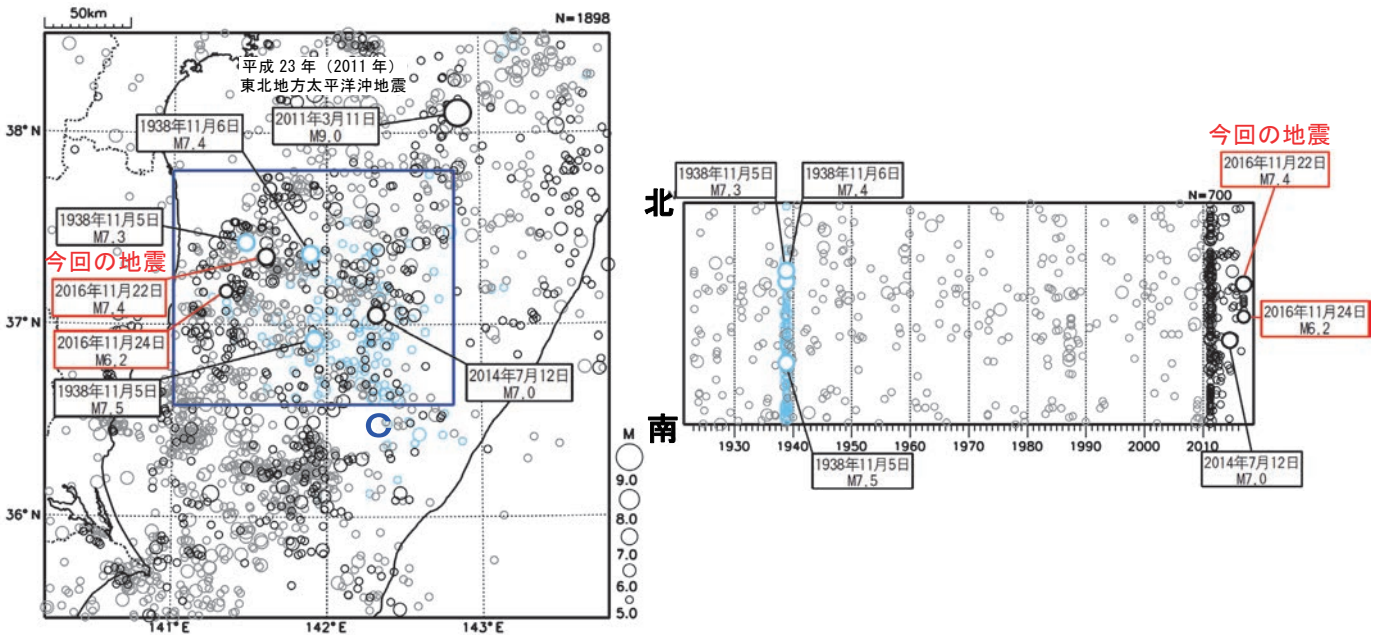 50km
N=1898
平成 23 年（2011 年）
東北地方太平洋沖地震
1938年11月6日
M7.4
2011年3月11日
M9.0
38°N
1938年11月5日
M7.3
今回の地震
2016年11月22日
M7.4
37°N
2016年11月24日
M6.2
1938年11月5日
M7.5
2014年7月12日
M7.0
C
36°N
M
9.0
8.0
7.0
6.0
5.0
141°E
142°E
143°E
今回の地震
1938年11月5日
M7.3
1938年11月6日
M7.4
2016年11月22日
M7.4
北
N=700
2016年11月24日
M6.2
南
1930
1940
1950
1960
1970
1980
1990
2000
2010
1938年11月5日
M7.5
2014年7月12日
M7.0